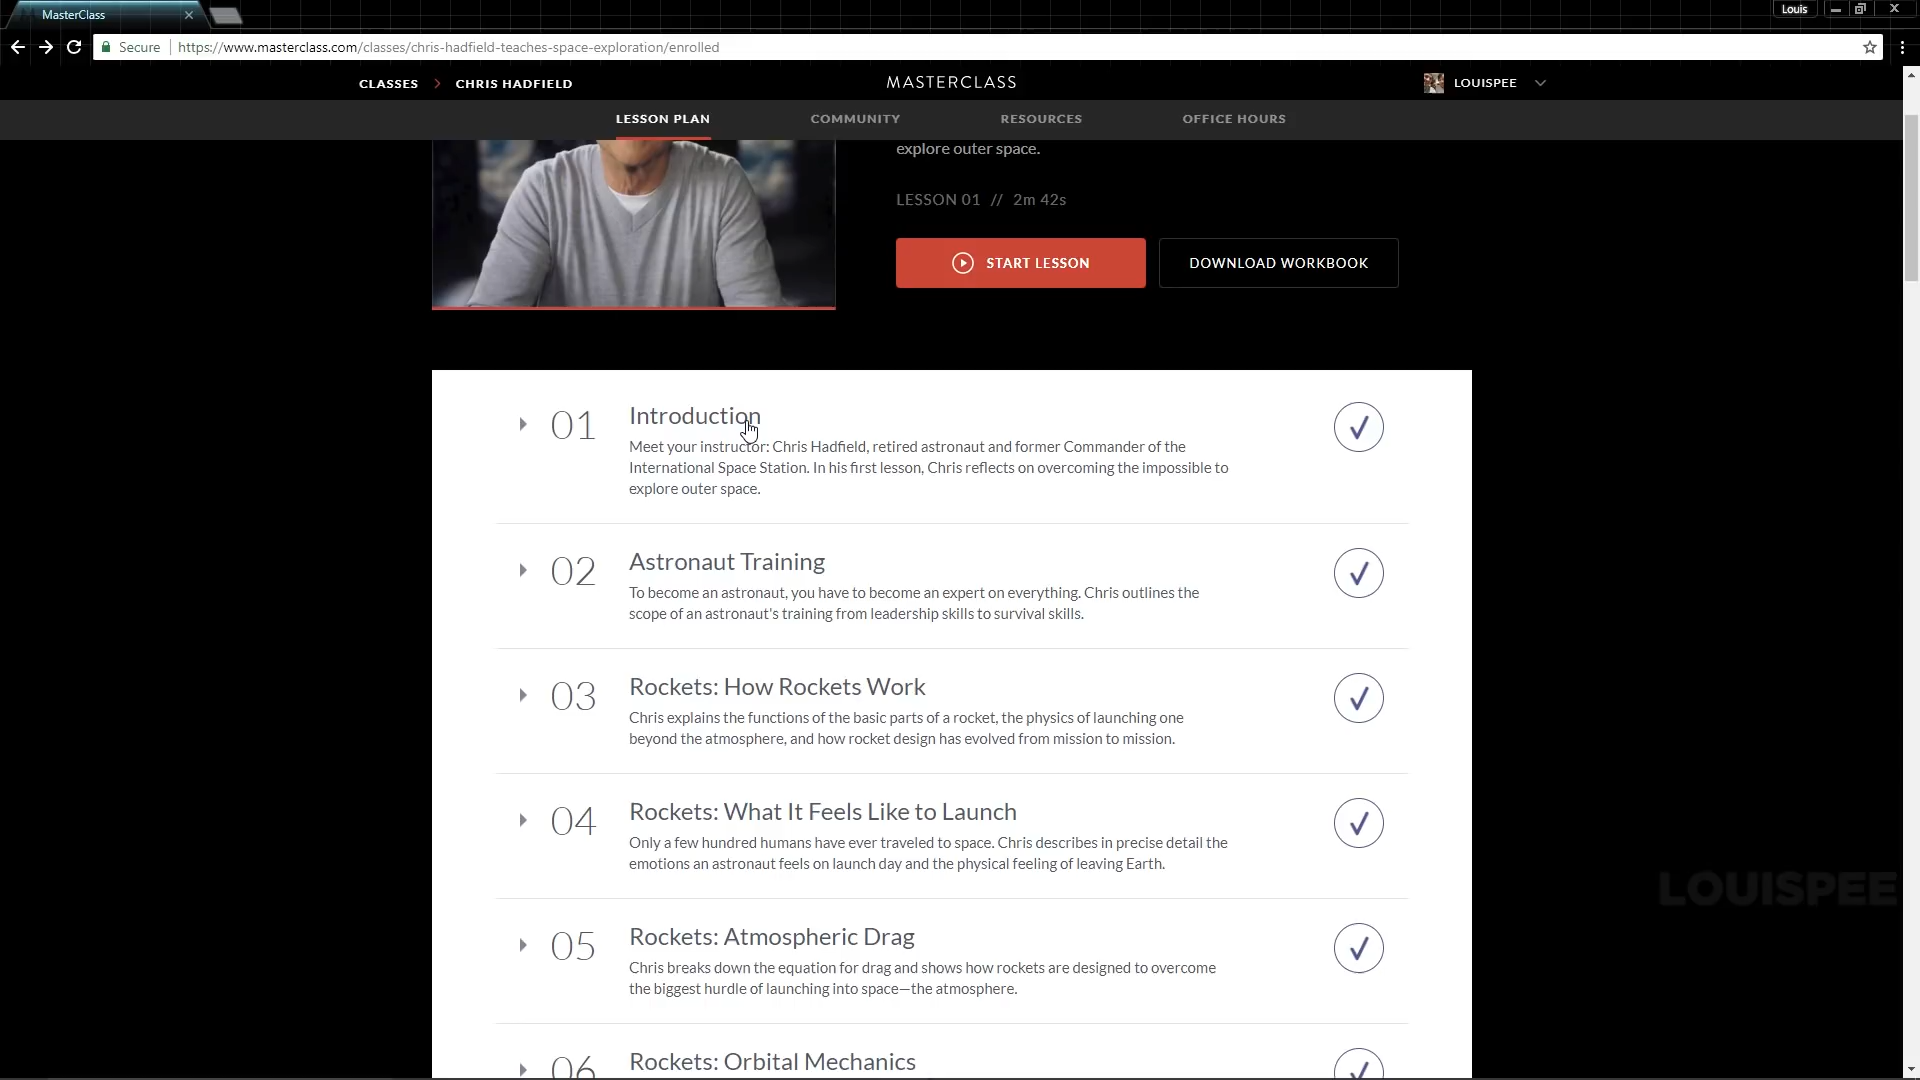 MasterClass
Louis
Secure
https://www.masterclass.com/classes/chris-hadfield-teaches-space-exploration/enrolled
CLASSES
CHRIS HADFIELD
MASTERCLASS
LOUISPEE
LESSON PLAN
COMMUNITY
RESOURCES
OFFICE HOURS
explore outer space.
LESSON 01 // 2m 42s
START LESSON
DOWNLOAD WORKBOOK
01
Introduction
Meet your instructor: Chris Hadfield, retired astronaut and former Commander of the
International Space Station. In his first lesson, Chris reflects on overcoming the impossible to
explore outer space.
02
Astronaut Training
To become an astronaut, you have to become an expert on everything. Chris outlines the
scope of an astronaut's training from leadership skills to survival skills.
03
Rockets: How Rockets Work
Chris explains the functions of the basic parts of a rocket, the physics of launching one
beyond the atmosphere, and how rocket design has evolved from mission to mission.
04
Rockets: What It Feels Like to Launch
Only a few hundred humans have ever traveled to space. Chris describes in precise detail the
emotions an astronaut feels on launch day and the physical feeling of leaving Earth.
LOUISPEE
05
Rockets: Atmospheric Drag
Chris breaks down the equation for drag and shows how rockets are designed to overcome
the biggest hurdle of launching into space—the atmosphere.
06
Rockets: Orbital Mechanics